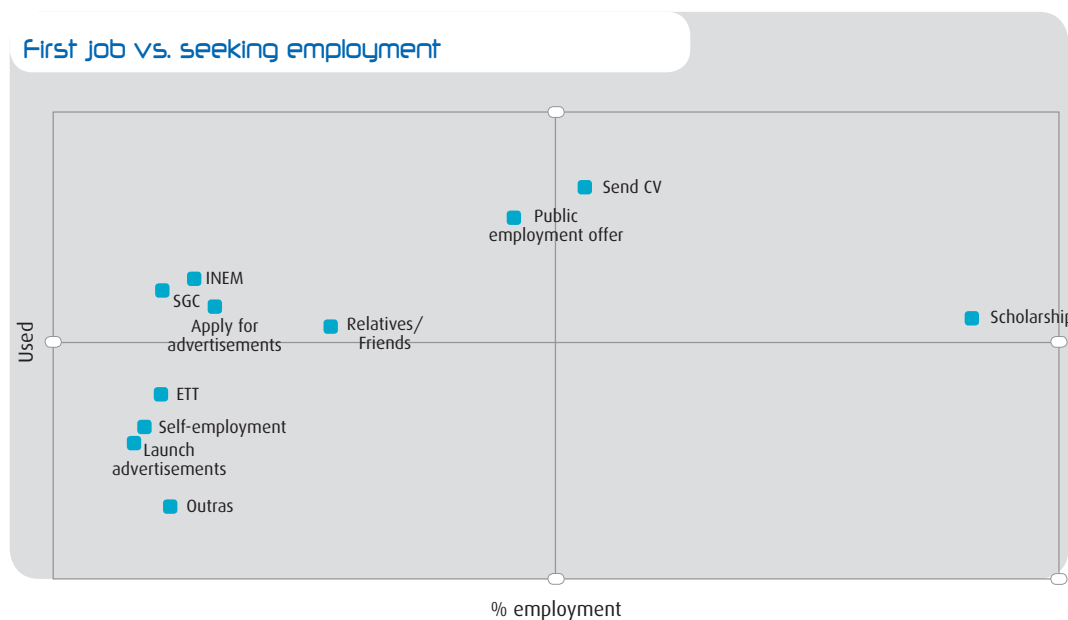 First job vs. seeking employment
Send CV
Public
employment offer
INEM
SGC
Apply for
advertisements
Relatives/
Friends
Scholarship
Used
ETT
Self-employment
Launch
advertisements
Outras
% employment